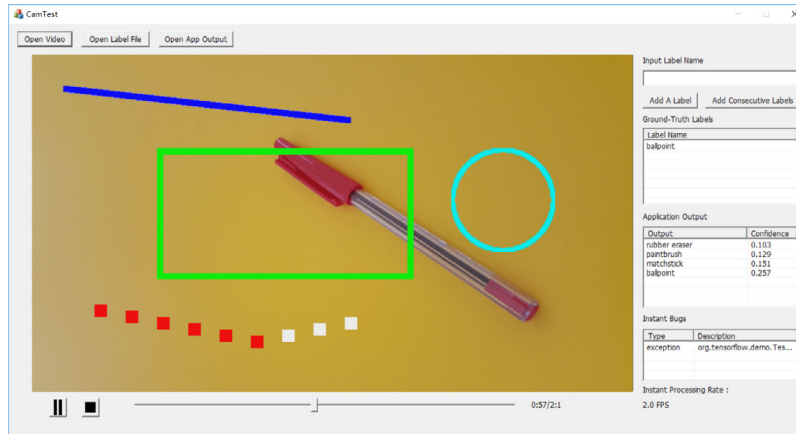 CamTest
Open Video Open Label File Open App Output
Input Label Name
Add A Label Add Consecutive Labels
Ground-Truth Labels
Label Name
ballpoint
Application Output
Output Confidence
rubber eraser 0.103
paintbrush 0.129
matchstick 0.151
ballpoint 0.257
Instant Bugs
Type Description
exception org.tensorflow.demo.Tes...
Instant Processing Rate :
0:57/2:1 2.0 FPS